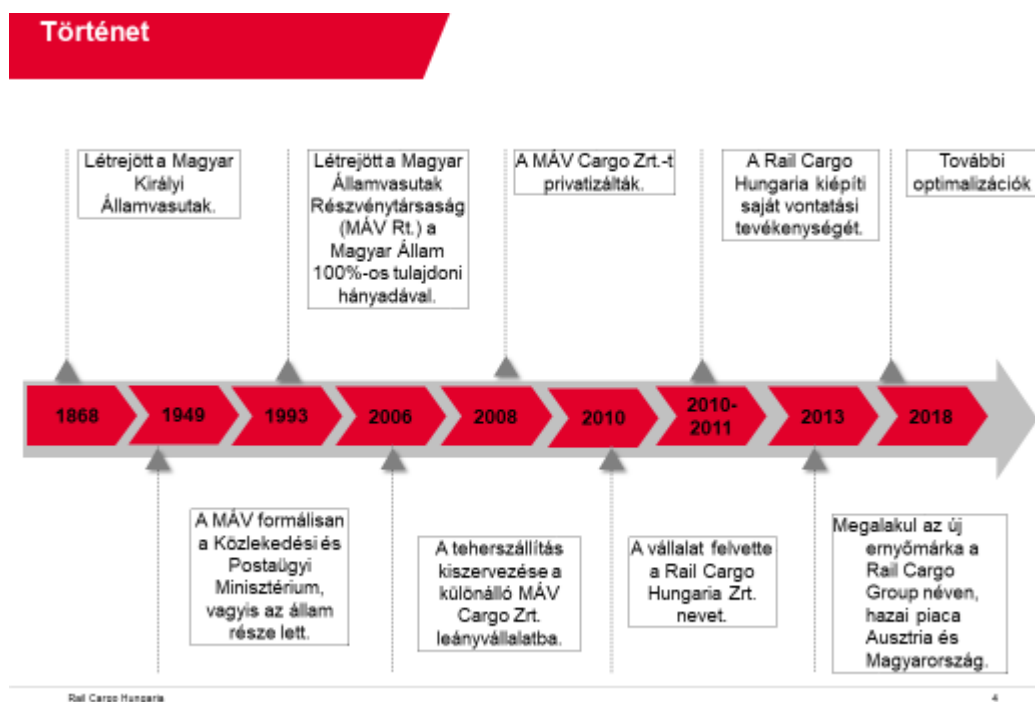 Történet
Létrejött a Magyar
Királyi
Államvasutak.
Létrejött a Magyar
Államvasutak
Részvénytársaság
(MÁV Rt.) a
Magyar Állam
100%-os tulajdoni
hányadával.
A MÁV Cargo Zrt.-t
privatizálták.
A Rail Cargo
Hungaria kiépíti
saját vontatási
tevékenységét.
További
optimalizációk
1868
1949
1993
2006
2008
2010
2010-
2011
2013
2018
A MÁV formálisan
a Közlekedési és
Postaügyi
Minisztérium,
vagyis az állam
része lett.
A teherszállítás
kiszervezése a
különálló MÁV
Cargo Zrt.
leányvállalatba.
A vállalat felvette
a Rail Cargo
Hungaria Zrt.
nevet.
Megalakul az új
ernyőmárka a
Rail Cargo
Group néven,
hazai piaca
Ausztria és
Magyarország.
Rail Cargo Hungaria
4